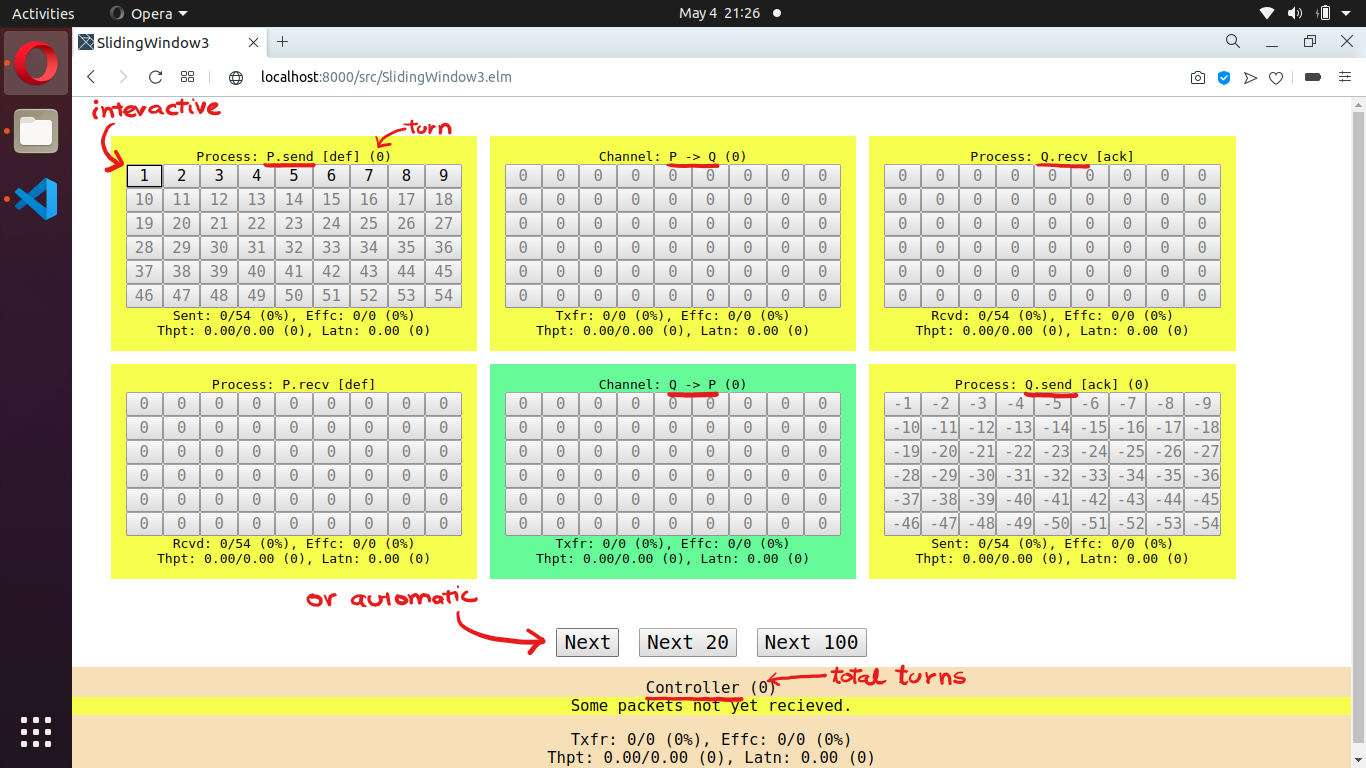 Activities
Opera
May 4 21:26
SlidingWindow3
localhost:8000/src/SlidingWindow3.elm
interactive
turn
Process: P.send [def] (0)
1 2 3 4 5 6 7 8 9
10 11 12 13 14 15 16 17 18
19 20 21 22 23 24 25 26 27
28 29 30 31 32 33 34 35 36
37 38 39 40 41 42 43 44 45
46 47 48 49 50 51 52 53 54
Sent: 0/54 (0%), Effc: 0/0 (0%)
Thpt: 0.00/0.00 (0), Latn: 0.00 (0)
Channel: P -> Q (0)
0 0 0 0 0 0 0 0 0
0 0 0 0 0 0 0 0 0
0 0 0 0 0 0 0 0 0
0 0 0 0 0 0 0 0 0
0 0 0 0 0 0 0 0 0
0 0 0 0 0 0 0 0 0
Txfr: 0/0 (0%), Effc: 0/0 (0%)
Thpt: 0.00/0.00 (0), Latn: 0.00 (0)
Process: Q.recv [ack]
0 0 0 0 0 0 0 0 0
0 0 0 0 0 0 0 0 0
0 0 0 0 0 0 0 0 0
0 0 0 0 0 0 0 0 0
0 0 0 0 0 0 0 0 0
0 0 0 0 0 0 0 0 0
Rcvd: 0/54 (0%), Effc: 0/0 (0%)
Thpt: 0.00/0.00 (0), Latn: 0.00 (0)
Process: P.recv [def]
0 0 0 0 0 0 0 0 0
0 0 0 0 0 0 0 0 0
0 0 0 0 0 0 0 0 0
0 0 0 0 0 0 0 0 0
0 0 0 0 0 0 0 0 0
0 0 0 0 0 0 0 0 0
Rcvd: 0/54 (0%), Effc: 0/0 (0%)
Thpt: 0.00/0.00 (0), Latn: 0.00 (0)
Channel: Q -> P (0)
0 0 0 0 0 0 0 0 0
0 0 0 0 0 0 0 0 0
0 0 0 0 0 0 0 0 0
0 0 0 0 0 0 0 0 0
0 0 0 0 0 0 0 0 0
0 0 0 0 0 0 0 0 0
Txfr: 0/0 (0%), Effc: 0/0 (0%)
Thpt: 0.00/0.00 (0), Latn: 0.00 (0)
Process: Q.send [ack] (0)
-1 -2 -3 -4 -5 -6 -7 -8 -9
-10 -11 -12 -13 -14 -15 -16 -17 -18
-19 -20 -21 -22 -23 -24 -25 -26 -27
-28 -29 -30 -31 -32 -33 -34 -35 -36
-37 -38 -39 -40 -41 -42 -43 -44 -45
-46 -47 -48 -49 -50 -51 -52 -53 -54
Sent: 0/54 (0%), Effc: 0/0 (0%)
Thpt: 0.00/0.00 (0), Latn: 0.00 (0)
or automatic
Next
Next 20
Next 100
Controller (0)
total turns
Some packets not yet recieved.
Txfr: 0/0 (0%), Effc: 0/0 (0%)
Thpt: 0.00/0.00 (0), Latn: 0.00 (0)